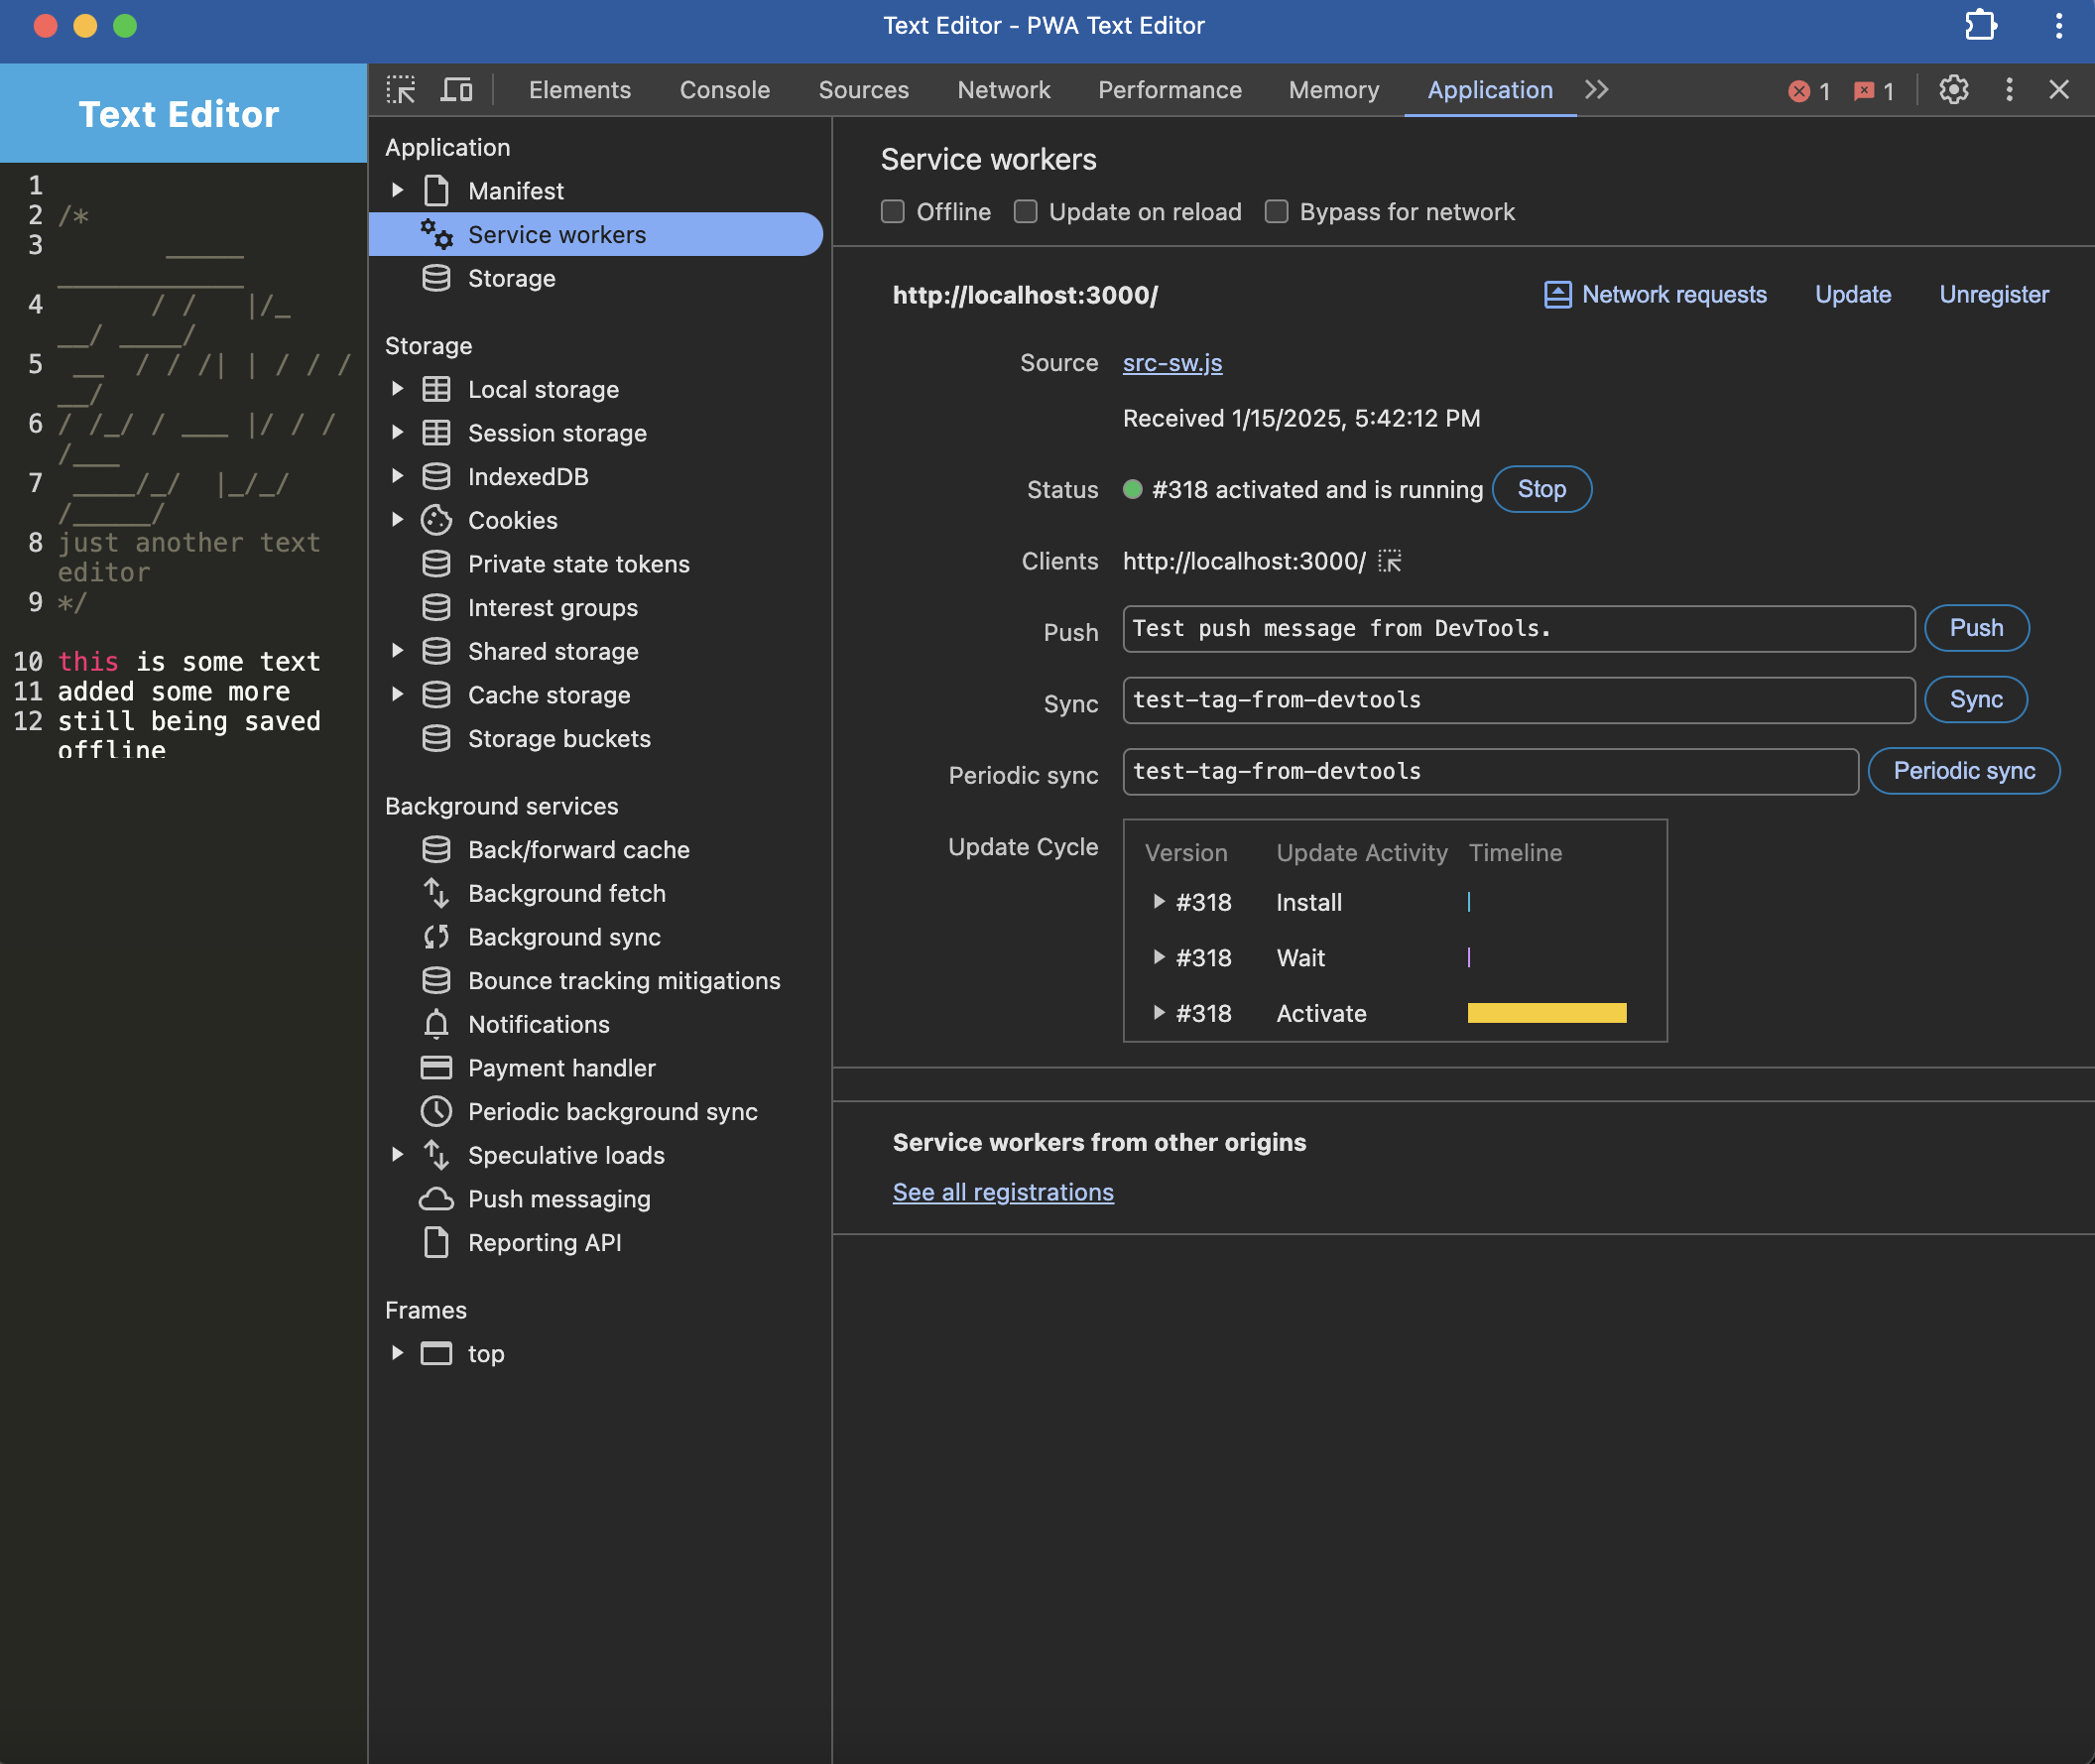 Text Editor - PWA Text Editor
Text Editor
1
2 /*
3        _____
____________
4       / /   |/_
__/ ____/
5  __  / / /| | / / /
__/
6 / /_/ / ___ |/ / /
/___
7  ____/_/  |_/_/
/_____/
8 just another text
editor
9 */
10 this is some text
11 added some more
12 still being saved
offline
Elements Console Sources Network Performance Memory Application 1 1
Application
Manifest
Service workers
Storage
Storage
Local storage
Session storage
IndexedDB
Cookies
Private state tokens
Interest groups
Shared storage
Cache storage
Storage buckets
Background services
Back/forward cache
Background fetch
Background sync
Bounce tracking mitigations
Notifications
Payment handler
Periodic background sync
Speculative loads
Push messaging
Reporting API
Frames
top
Service workers
Offline Update on reload Bypass for network
http://localhost:3000/ Network requests Update Unregister
Source src-sw.js
Received 1/15/2025, 5:42:12 PM
Status #318 activated and is running Stop
Clients http://localhost:3000/
Push Test push message from DevTools. Push
Sync test-tag-from-devtools Sync
Periodic sync test-tag-from-devtools Periodic sync
Update Cycle Version Update Activity Timeline
#318 Install
#318 Wait
#318 Activate
Service workers from other origins
See all registrations